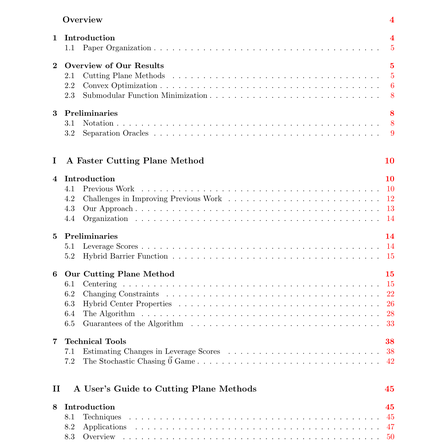 Overview 4
1 Introduction 4
1.1 Paper Organization 5
2 Overview of Our Results 5
2.1 Cutting Plane Methods 5
2.2 Convex Optimization 6
2.3 Submodular Function Minimization 8
3 Preliminaries 8
3.1 Notation 8
3.2 Separation Oracles 9
I A Faster Cutting Plane Method 10
4 Introduction 10
4.1 Previous Work 10
4.2 Challenges in Improving Previous Work 12
4.3 Our Approach 13
4.4 Organization 14
5 Preliminaries 14
5.1 Leverage Scores 14
5.2 Hybrid Barrier Function 15
6 Our Cutting Plane Method 15
6.1 Centering 15
6.2 Changing Constraints 22
6.3 Hybrid Center Properties 26
6.4 The Algorithm 28
6.5 Guarantees of the Algorithm 33
7 Technical Tools 38
7.1 Estimating Changes in Leverage Scores 38
7.2 The Stochastic Chasing 0⃗ Game 42
II A User's Guide to Cutting Plane Methods 45
8 Introduction 45
8.1 Techniques 45
8.2 Applications 47
8.3 Overview 50